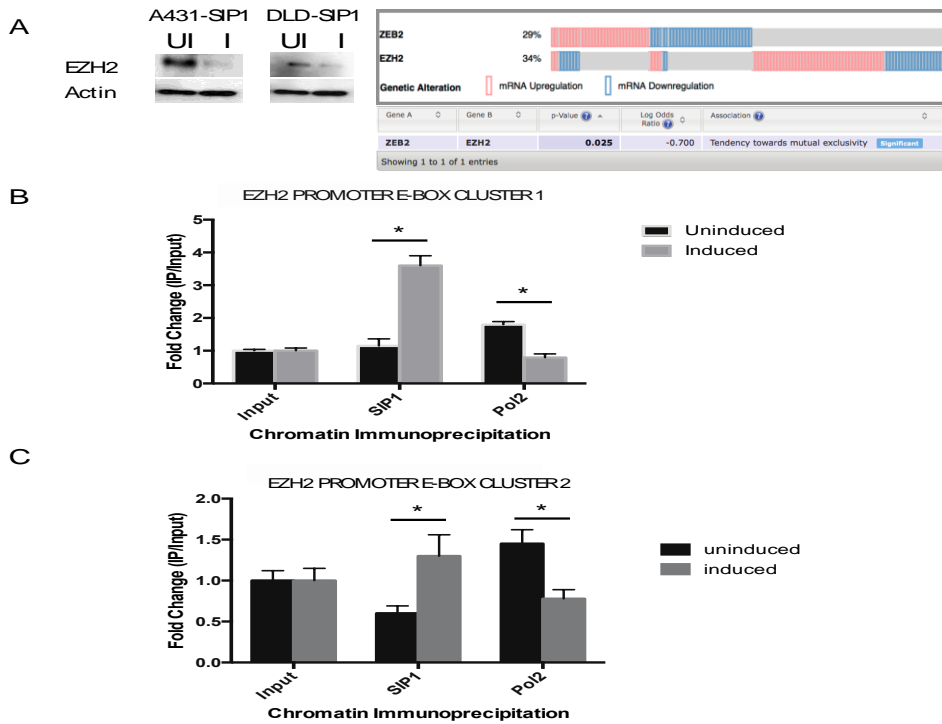 A
A431-SIP1 DLD-SIP1
UI I UI I
EZH2
Actin
ZEB2 29%
EZH2 34%
Genetic Alteration mRNA Upregulation mRNA Downregulation
Gene A Gene B p-Value Log Odds Ratio Association
ZEB2 EZH2 0.025 -0.700 Tendency towards mutual exclusivity Significant
Showing 1 to 1 of 1 entries
B
EZH2 PROMOTER E-BOX CLUSTER 1
Fold Change (IP/Input)
5
4
3
2
1
0
* *
Uninduced
Induced
Input SIP1 Pol2
Chromatin Immunoprecipitation
C
EZH2 PROMOTER E-BOX CLUSTER 2
Fold Change (IP/Input)
2.0
1.5
1.0
0.5
0.0
* *
uninduced
induced
Input SIP1 Pol2
Chromatin Immunoprecipitation